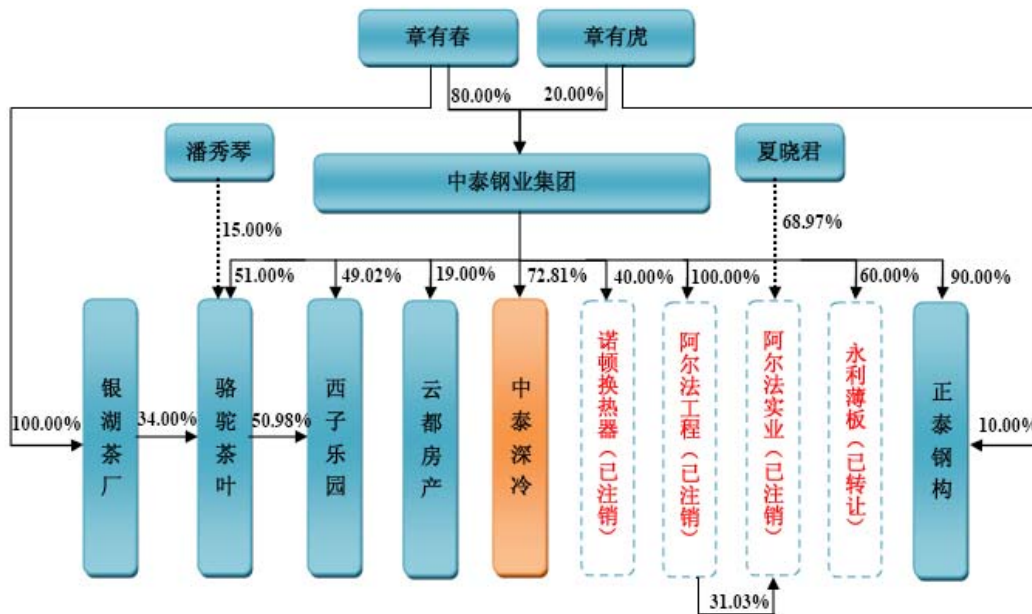 章有春
章有虎
80.00%
20.00%
潘秀琴
中泰钢业集团
夏晓君
15.00%
68.97%
51.00%
49.02%
19.00%
72.81%
40.00%
100.00%
60.00%
90.00%
银湖茶厂
骆驼茶叶
西子乐园
云都房产
中泰深冷
诺顿换热器（已注销）
阿尔法工程（已注销）
阿尔法实业（已注销）
永利薄板（已转让）
正泰钢构
100.00%
34.00%
50.98%
10.00%
31.03%